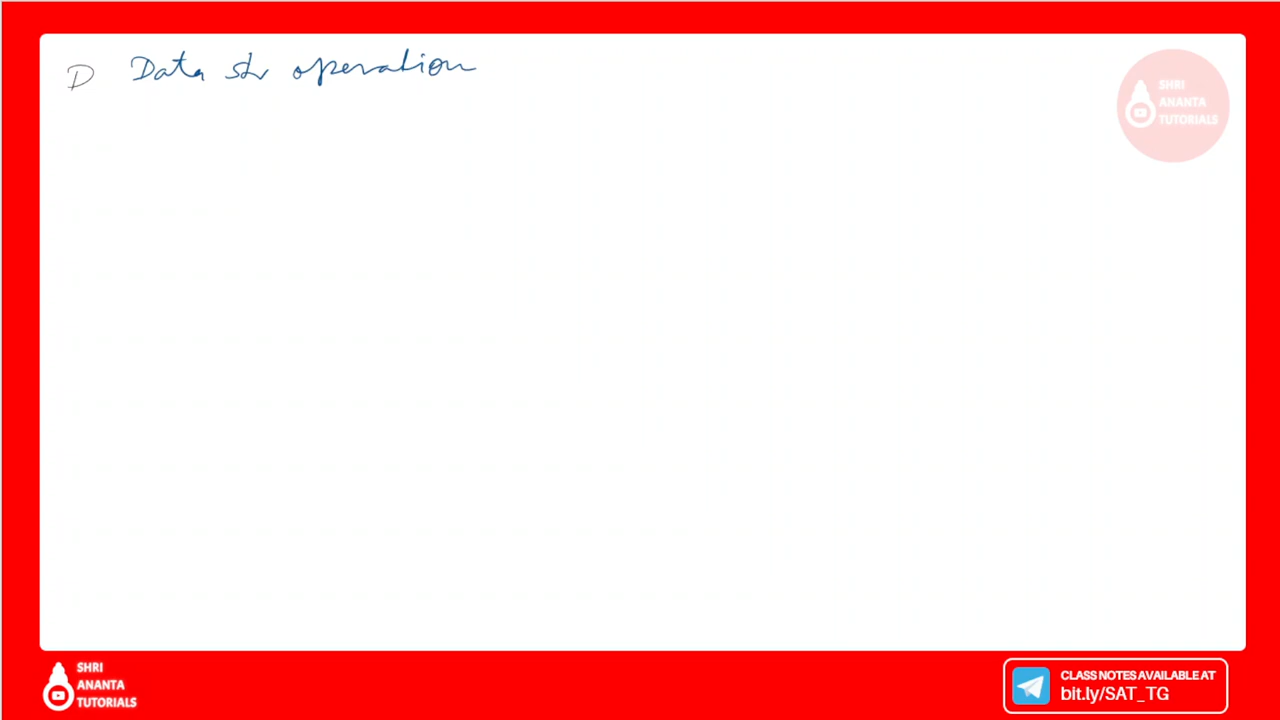 D Data str operation
SHRI
ANANTA
TUTORIALS
SHRI
ANANTA
TUTORIALS
CLASS NOTES AVAILABLE AT
bit.ly/SAT_TG